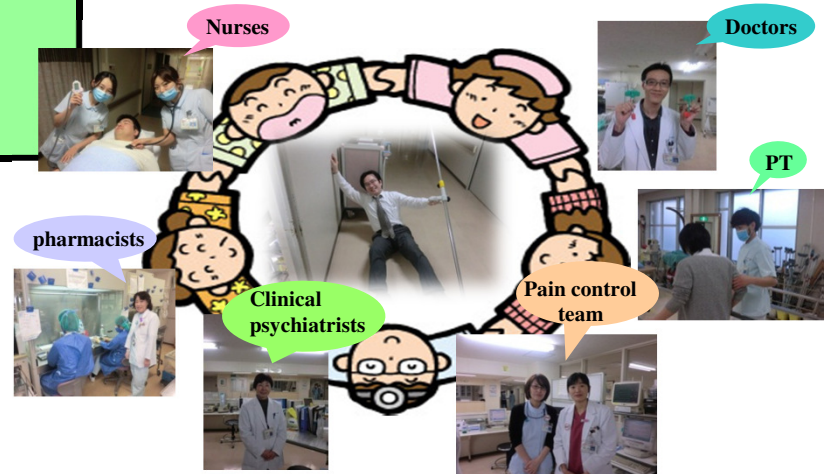 Nurses
Doctors
PT
pharmacists
Clinical
psychiatrists
Pain control
team